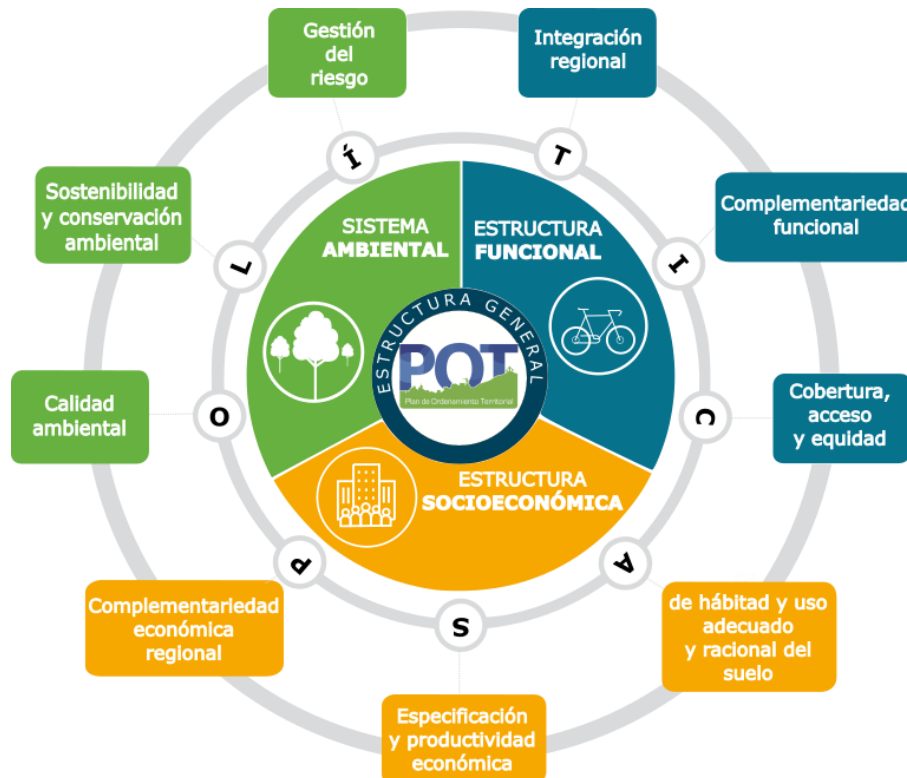 Gestión
del
riesgo
Integración
regional
Sostenibilidad
y conservación
ambiental
Complementariedad
funcional
Calidad
ambiental
Cobertura,
acceso
y equidad
Complementariedad
económica
regional
de hábitad y uso
adecuado
y racional del
suelo
Especificación
y productividad
económica
P
O
L
Í
T
I
C
A
S
SISTEMA
AMBIENTAL
ESTRUCTURA
FUNCIONAL
ESTRUCTURA
SOCIOECONÓMICA
ESTRUCTURA GENERAL
POT
Plan de Ordenamiento Territorial